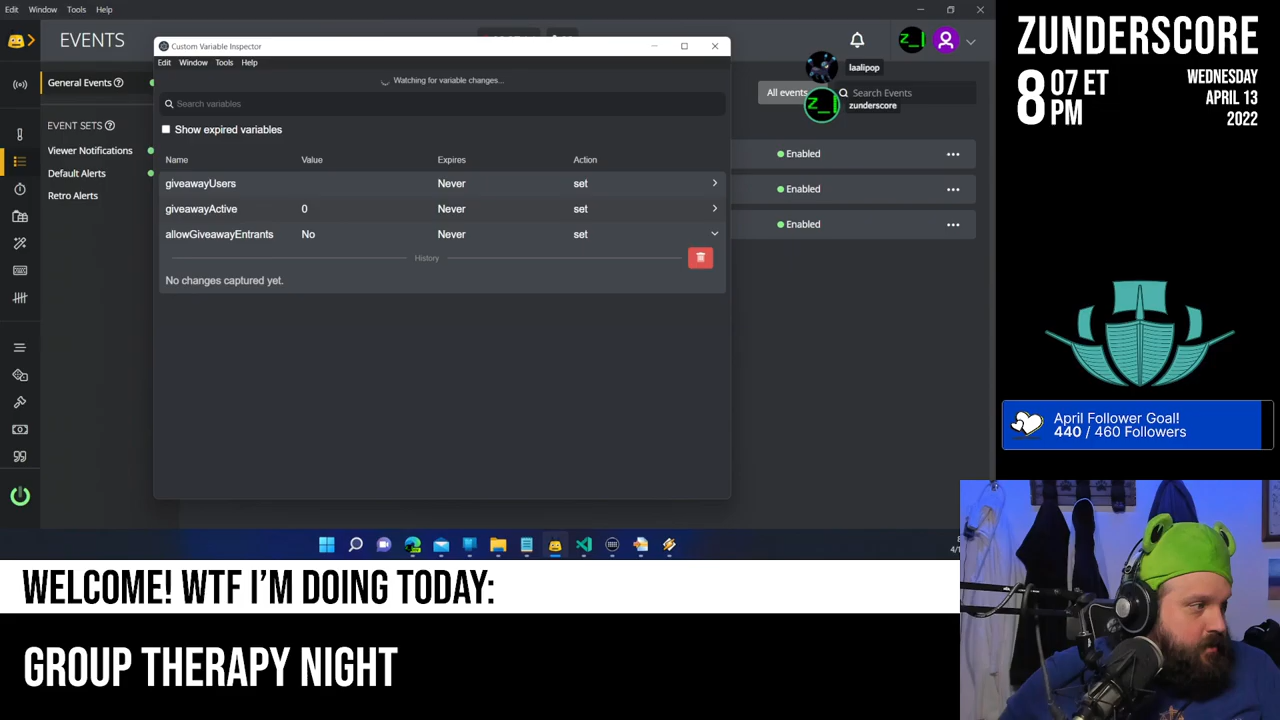 Edit Window Tools Help
EVENTS
General Events
EVENT SETS
Viewer Notifications
Default Alerts
Retro Alerts
Custom Variable Inspector
Edit Window Tools Help
Watching for variable changes...
Search variables
Show expired variables
Name Value Expires Action
giveawayUsers Never set
giveawayActive 0 Never set
allowGiveawayEntrants No Never set
History
No changes captured yet.
laalipop
All events
Search Events
zunderscore
Enabled
Enabled
Enabled
ZUNDERSCORE
8 07 ET
PM
WEDNESDAY
APRIL 13
2022
April Follower Goal!
440 / 460 Followers
WELCOME! WTF I'M DOING TODAY:
GROUP THERAPY NIGHT